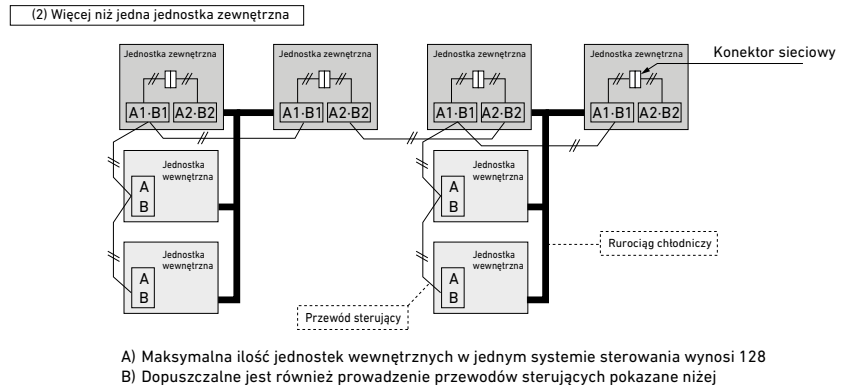 (2) Więcej niż jedna jednostka zewnętrzna
Jednostka zewnętrzna
Jednostka zewnętrzna
Jednostka zewnętrzna
Jednostka zewnętrzna
Konektor sieciowy
A1·B1 A2·B2
A1·B1 A2·B2
A1·B1 A2·B2
A1·B1 A2·B2
Jednostka
wewnętrzna
A
B
Jednostka
wewnętrzna
A
B
Jednostka
wewnętrzna
A
B
Jednostka
wewnętrzna
A
B
Rurociąg chłodniczy
Przewód sterujący
A) Maksymalna ilość jednostek wewnętrznych w jednym systemie sterowania wynosi 128
B) Dopuszczalne jest również prowadzenie przewodów sterujących pokazane niżej